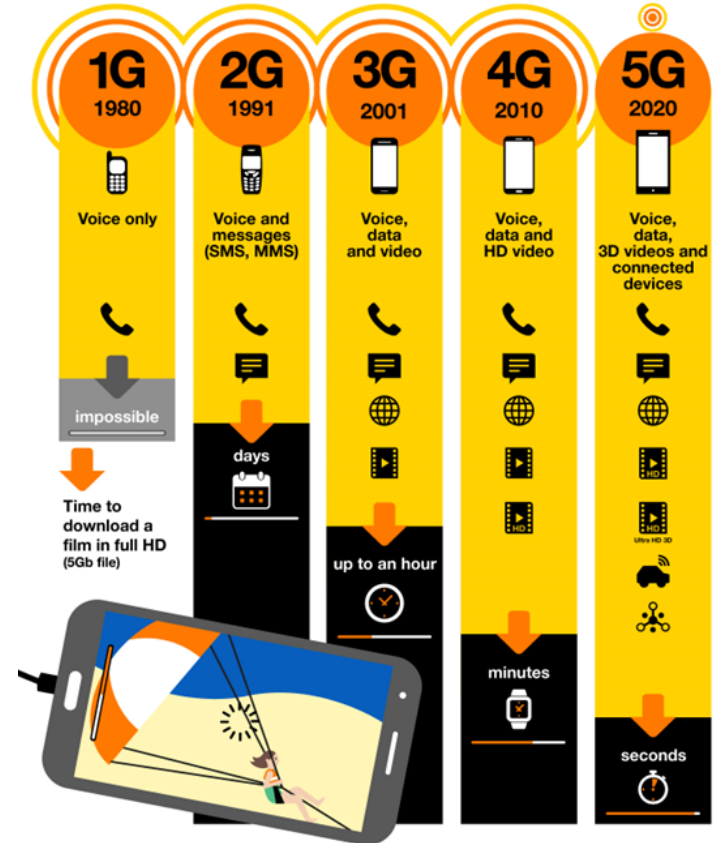 1G
1980
Voice only
impossible
Time to
download a
film in full HD
(5Gb file)
2G
1991
Voice and
messages
(SMS, MMS)
days
3G
2001
Voice,
data
and video
up to an hour
4G
2010
Voice,
data and
HD video
HD
minutes
5G
2020
Voice,
data,
3D videos and
connected
devices
HD
HD
Ultra HD 3D
seconds